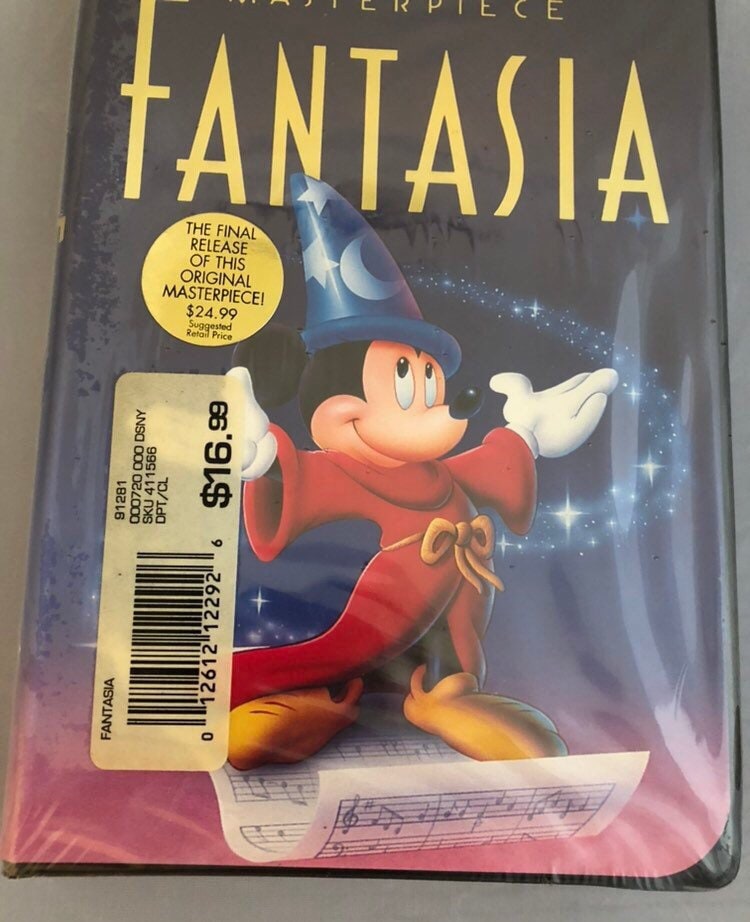 MASTERPIECE
FANTASIA
THE FINAL
RELEASE
OF THIS
ORIGINAL
MASTERPIECE!
$24.99
Suggested
Retail Price
91281
000720 000 DSNY
SKU 411566
DPT/CL
$16.99
FANTASIA
0 12612 12292 6